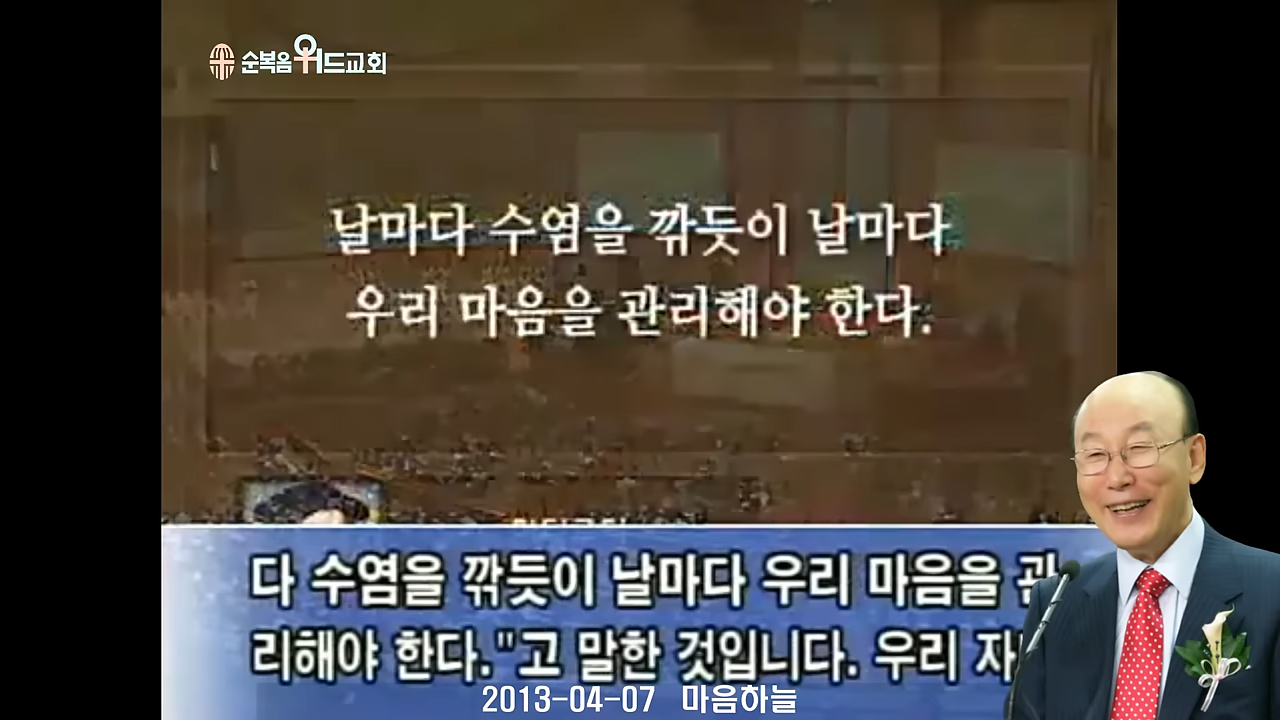 순복음워드교회
날마다 수염을 깎듯이 날마다
우리 마음을 관리해야 한다.
다 수염을 깎듯이 날마다 우리 마음을 관
리해야 한다."고 말한 것입니다. 우리 자
2013-04-07 마음하늘